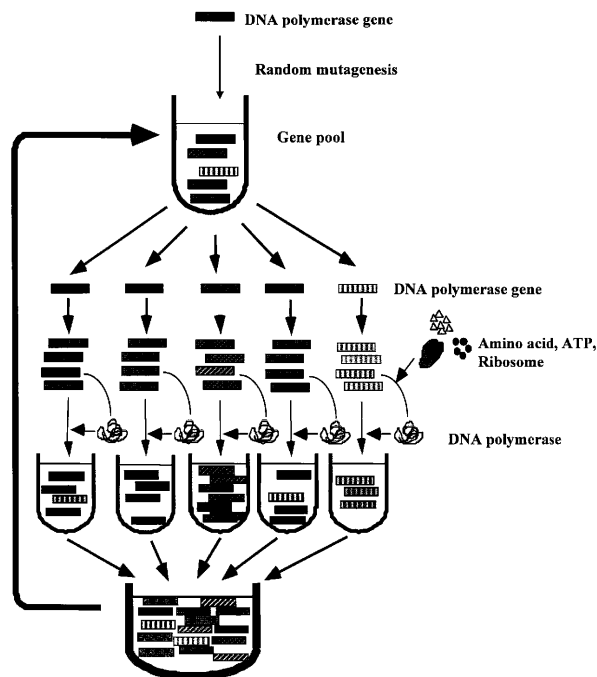 DNA polymerase gene
Random mutagenesis
Gene pool
DNA polymerase gene
Amino acid, ATP,
Ribosome
DNA polymerase